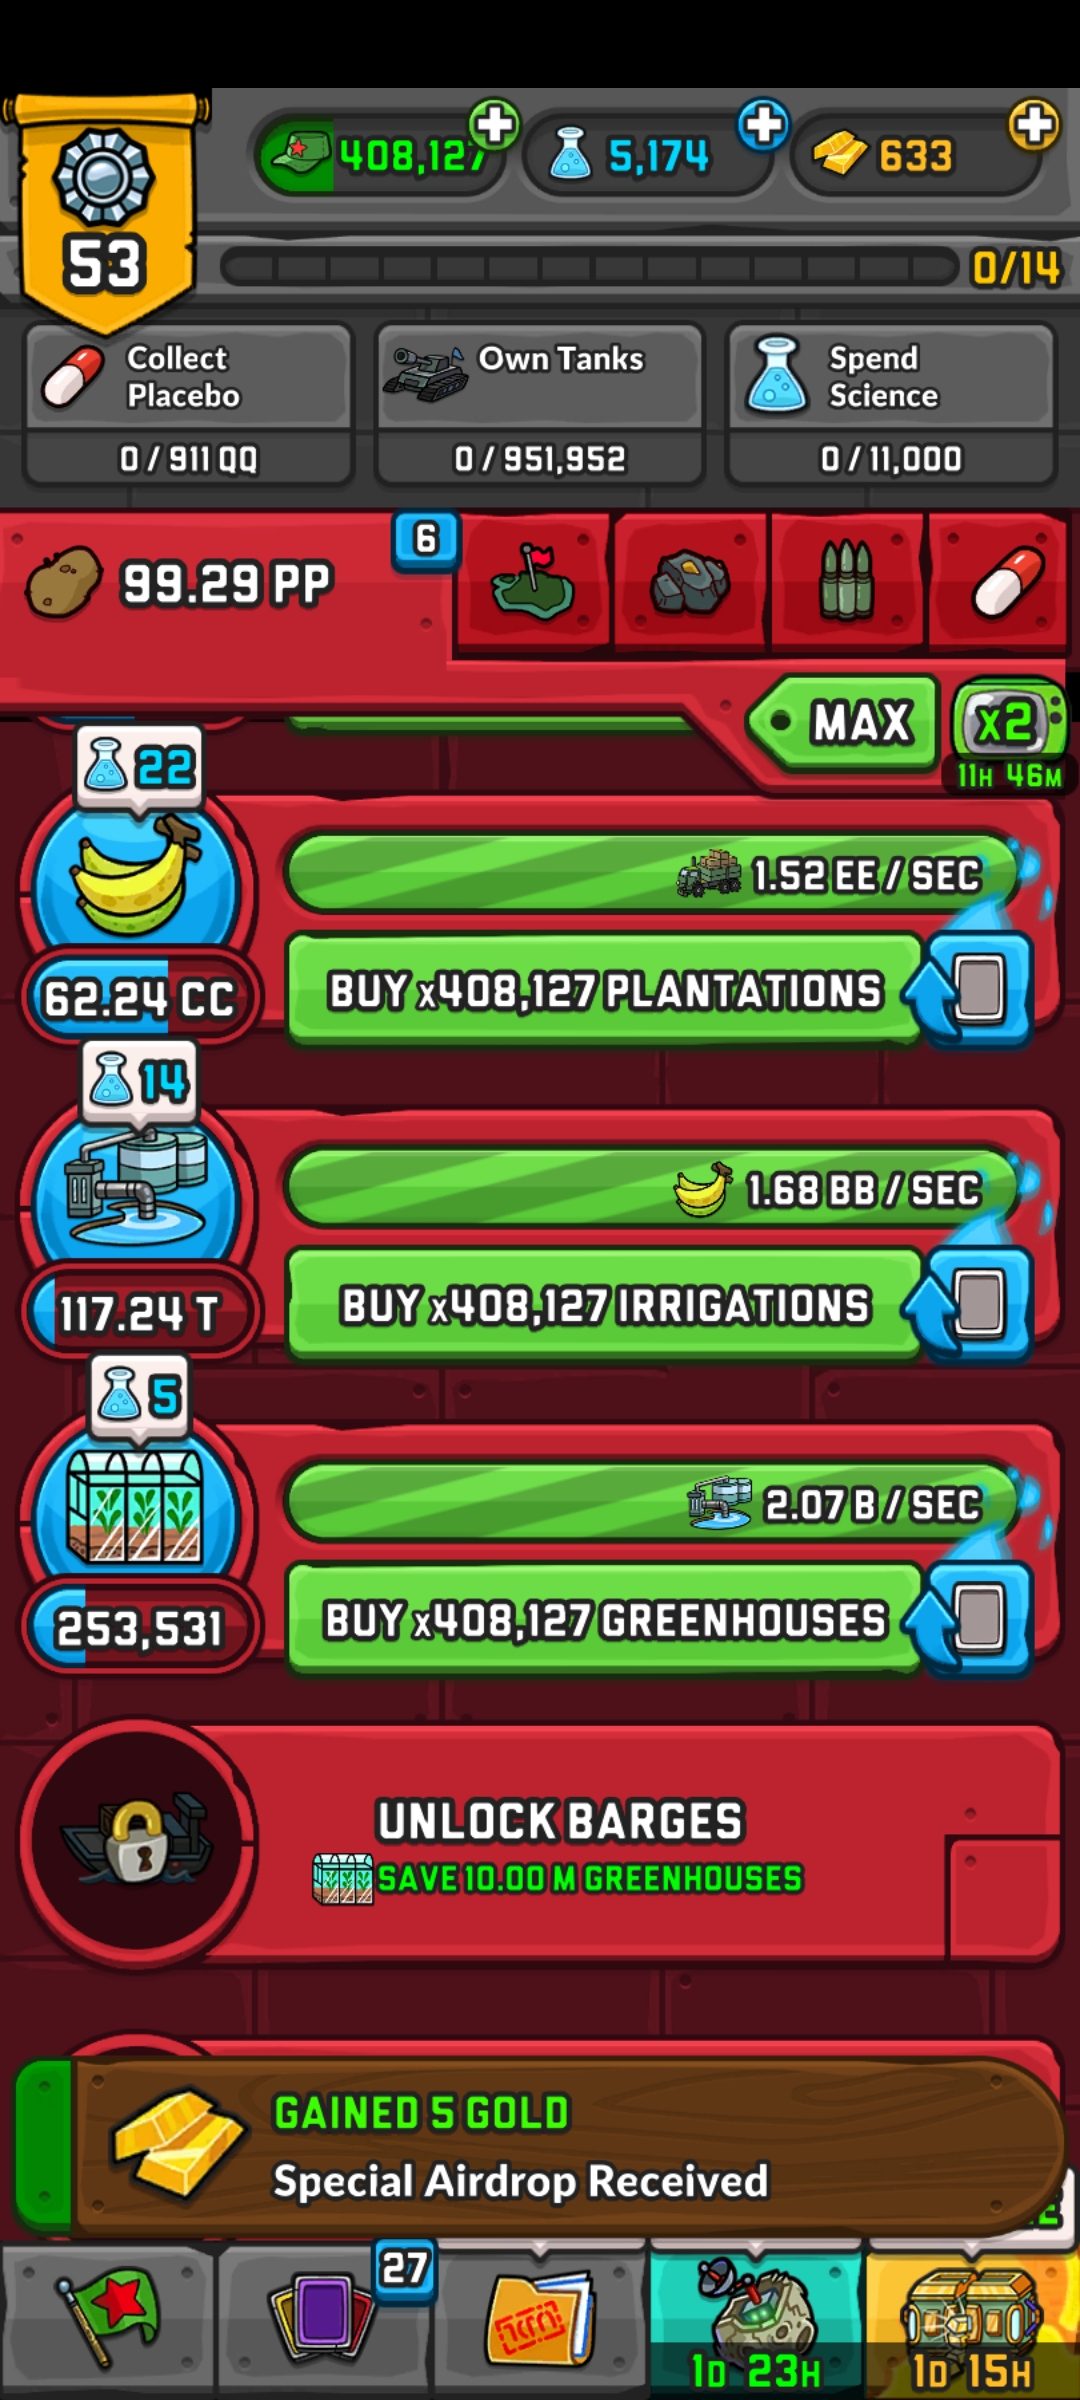 53
408,127
5,174
633
0/14
Collect
Placebo
0 / 911 QQ
Own Tanks
0 / 951,952
Spend
Science
0 / 11,000
99.29 PP
6
MAX
x2
11H 46M
22
1.52 EE / SEC
62.24 CC
BUY x408,127 PLANTATIONS
14
1.68 BB / SEC
117.24 T
BUY x408,127 IRRIGATIONS
5
2.07 B / SEC
253,531
BUY x408,127 GREENHOUSES
UNLOCK BARGES
SAVE 10.00 M GREENHOUSES
GAINED 5 GOLD
Special Airdrop Received
27
1D 23H
1D 15H